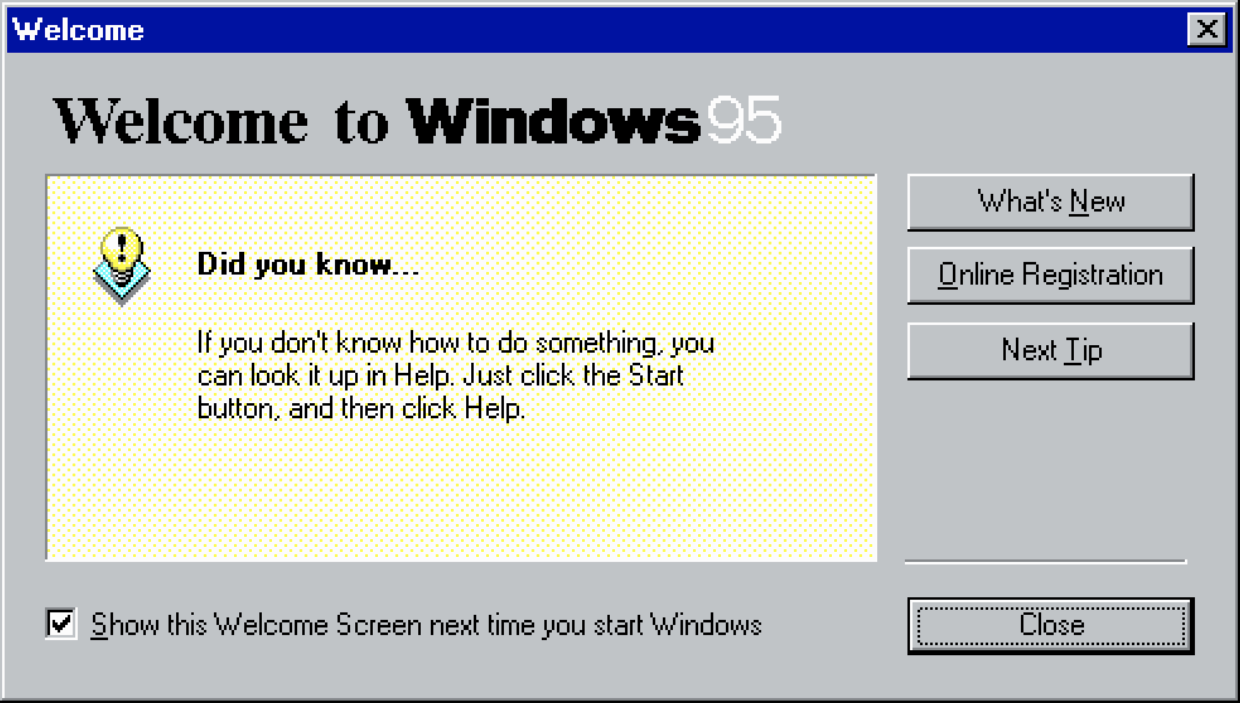 Welcome
Welcome to Windows 95
What's New
Did you know...
Online Registration
If you don't know how to do something, you
can look it up in Help. Just click the Start
button, and then click Help.
Next Tip
Show this Welcome Screen next time you start Windows
Close